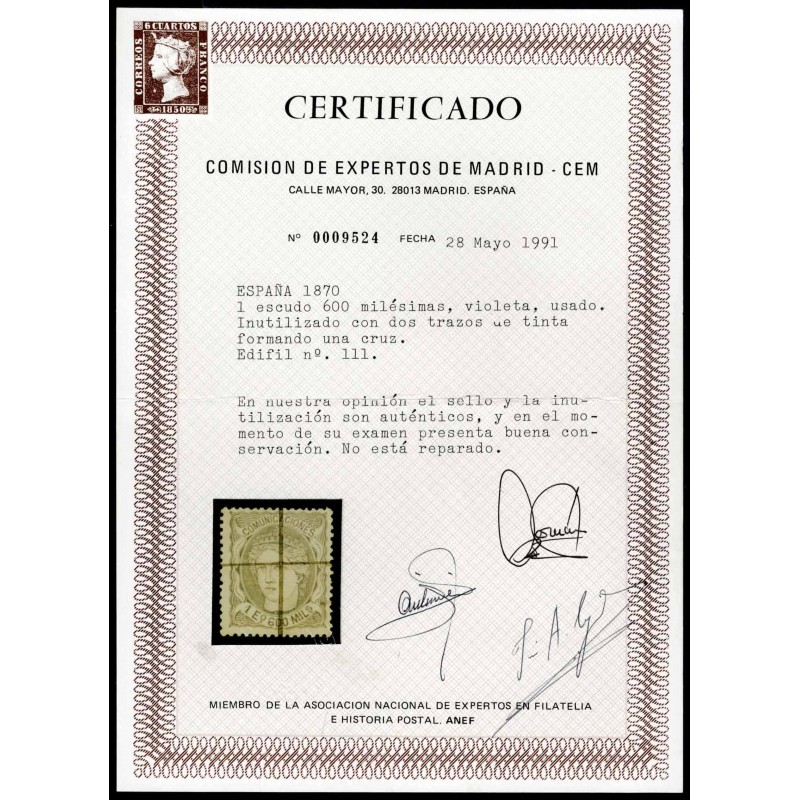 6 CUARTOS
CORREOS
FRANCO
1850
CERTIFICADO
COMISION DE EXPERTOS DE MADRID - CEM
CALLE MAYOR, 30. 28013 MADRID. ESPAÑA
Nº 0009524 FECHA 28 Mayo 1991
ESPAÑA 1870
1 escudo 600 milésimas, violeta, usado.
Inutilizado con dos trazos de tinta
formando una cruz.
Edifil nº. 111.
En nuestra opinión el sello y la inu-
tilización son auténticos, y en el mo-
mento de su examen presenta buena con-
servación. No está reparado.
COMUNICACIONES
1 Eº 600 MILS
MIEMBRO DE LA ASOCIACION NACIONAL DE EXPERTOS EN FILATELIA
E HISTORIA POSTAL. ANEF